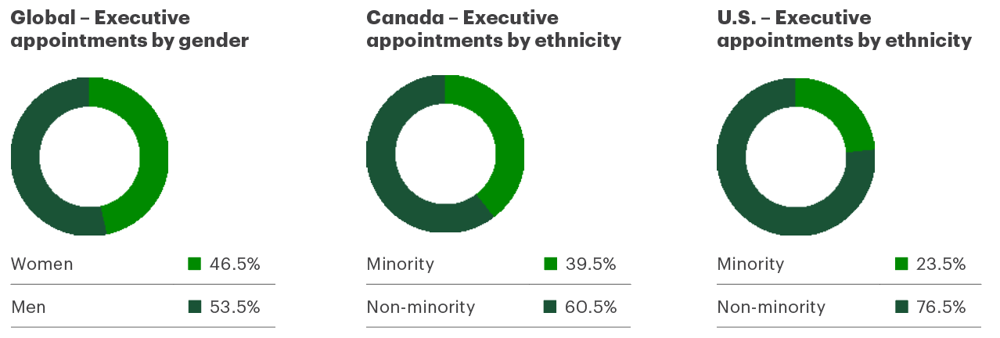 Global – Executive
appointments by gender
Women 46.5%
Men 53.5%
Canada – Executive
appointments by ethnicity
Minority 39.5%
Non-minority 60.5%
U.S. – Executive
appointments by ethnicity
Minority 23.5%
Non-minority 76.5%